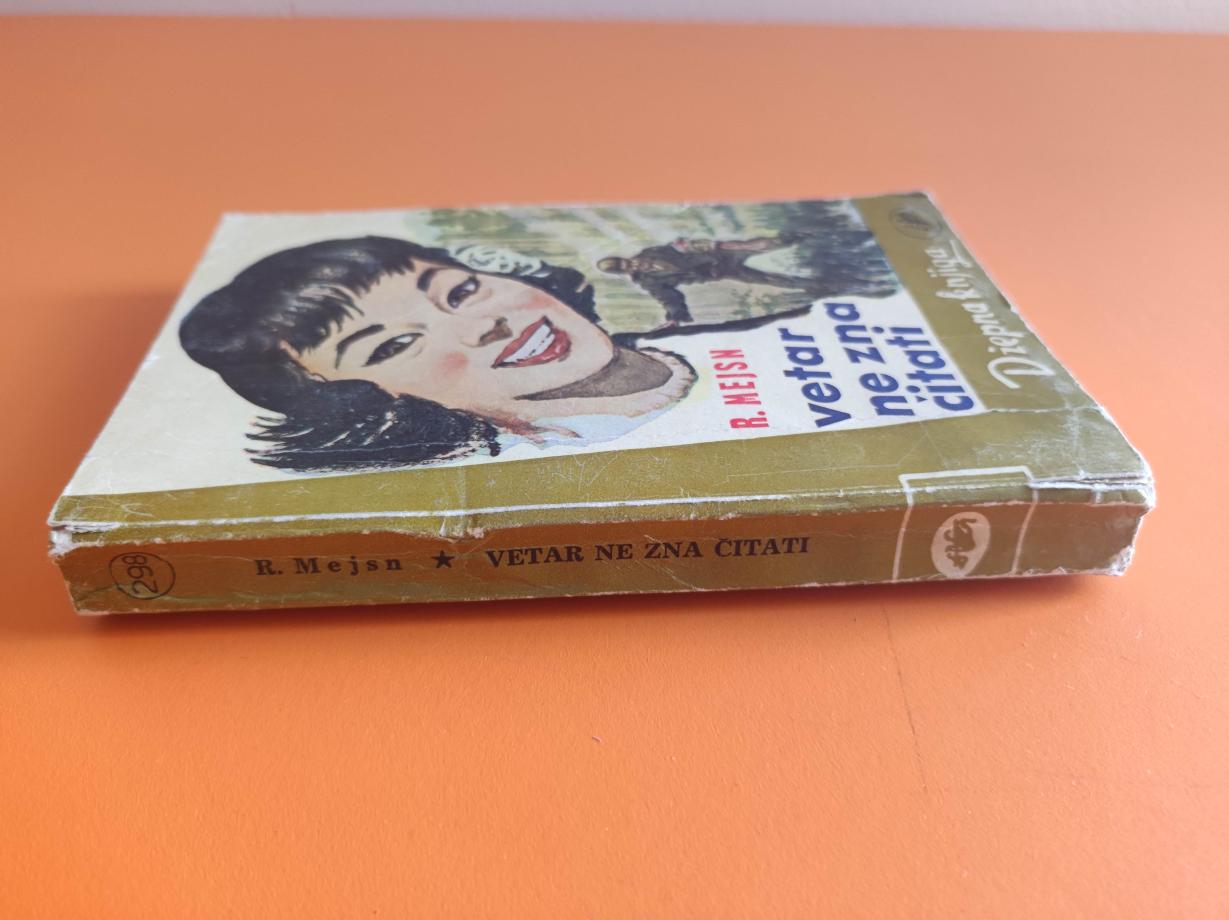 Džepna knjiga
R. MEJSN
vetar
ne zna
čitati
298 R. Mejsn ★ VETAR NE ZNA ČITATI